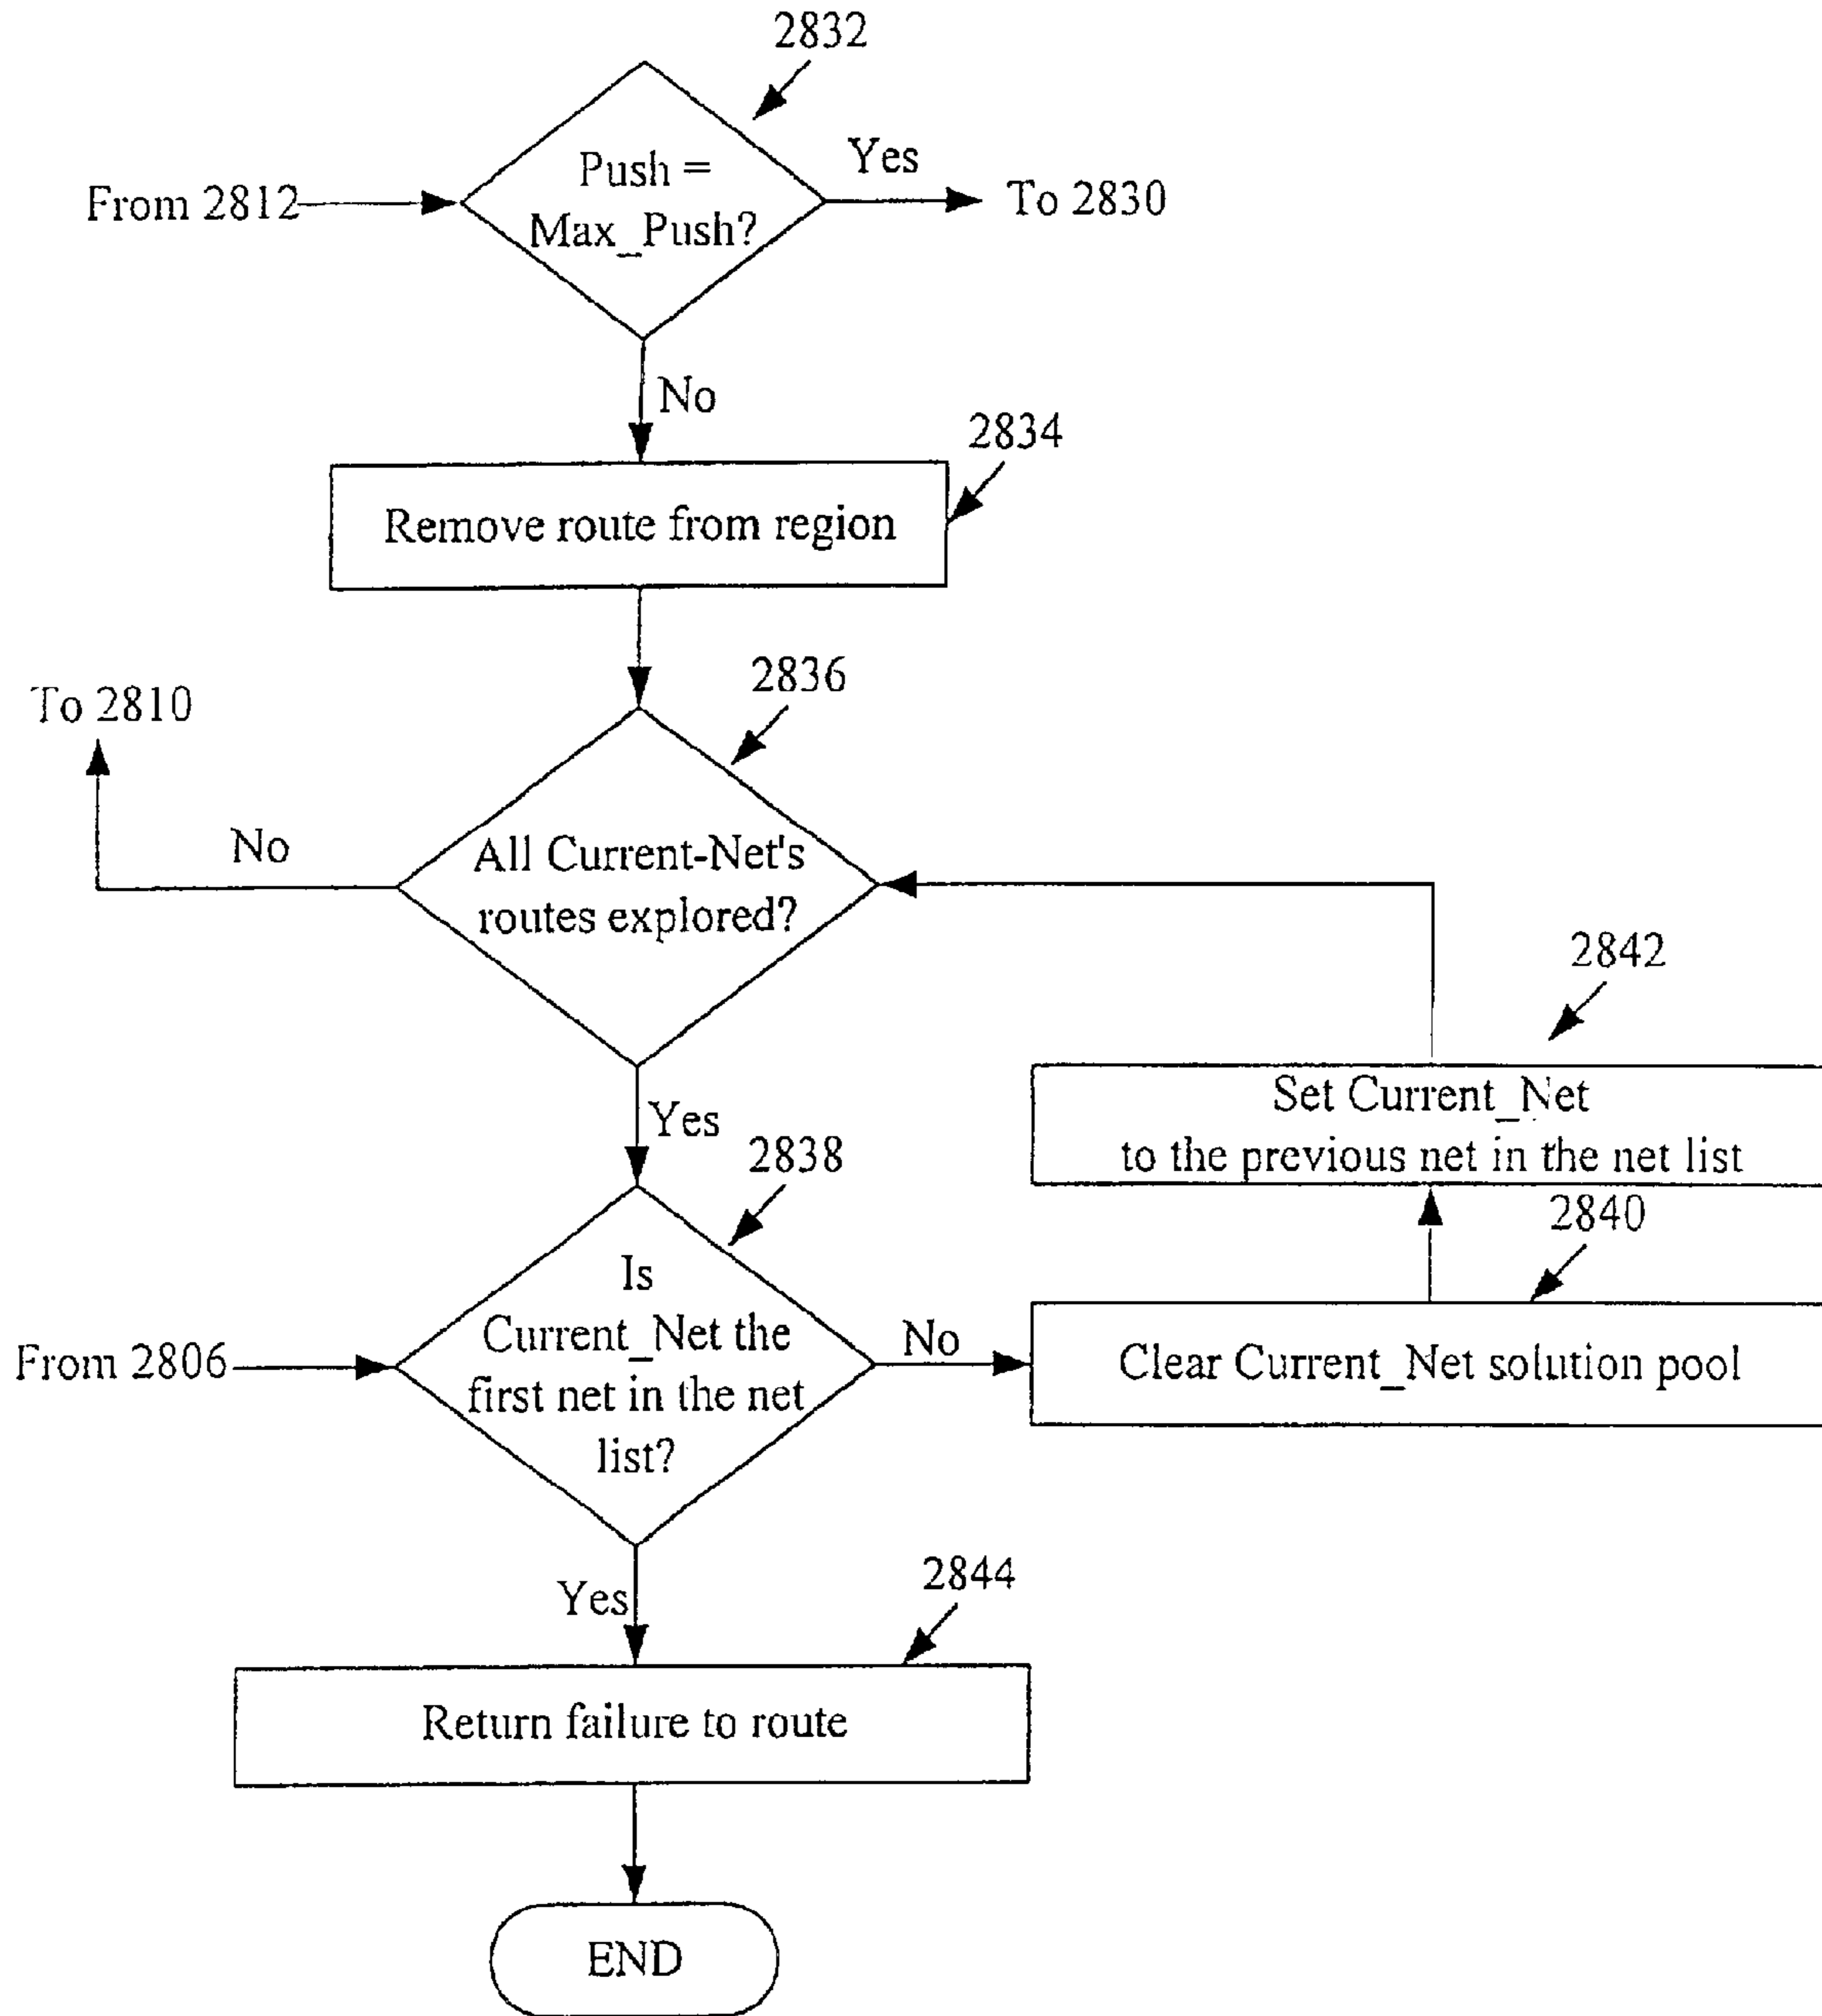 2832
Push =
Max_Push?
Yes
From 2812
To 2830
No
2834
Remove route from region
2836
To 2810
No
All Current-Net's
routes explored?
2842
Set Current_Net
to the previous net in the net list
Yes
2838
2840
Is
Current_Net the
first net in the net
list?
From 2806
No
Clear Current_Net solution pool
Yes
2844
Return failure to route
END